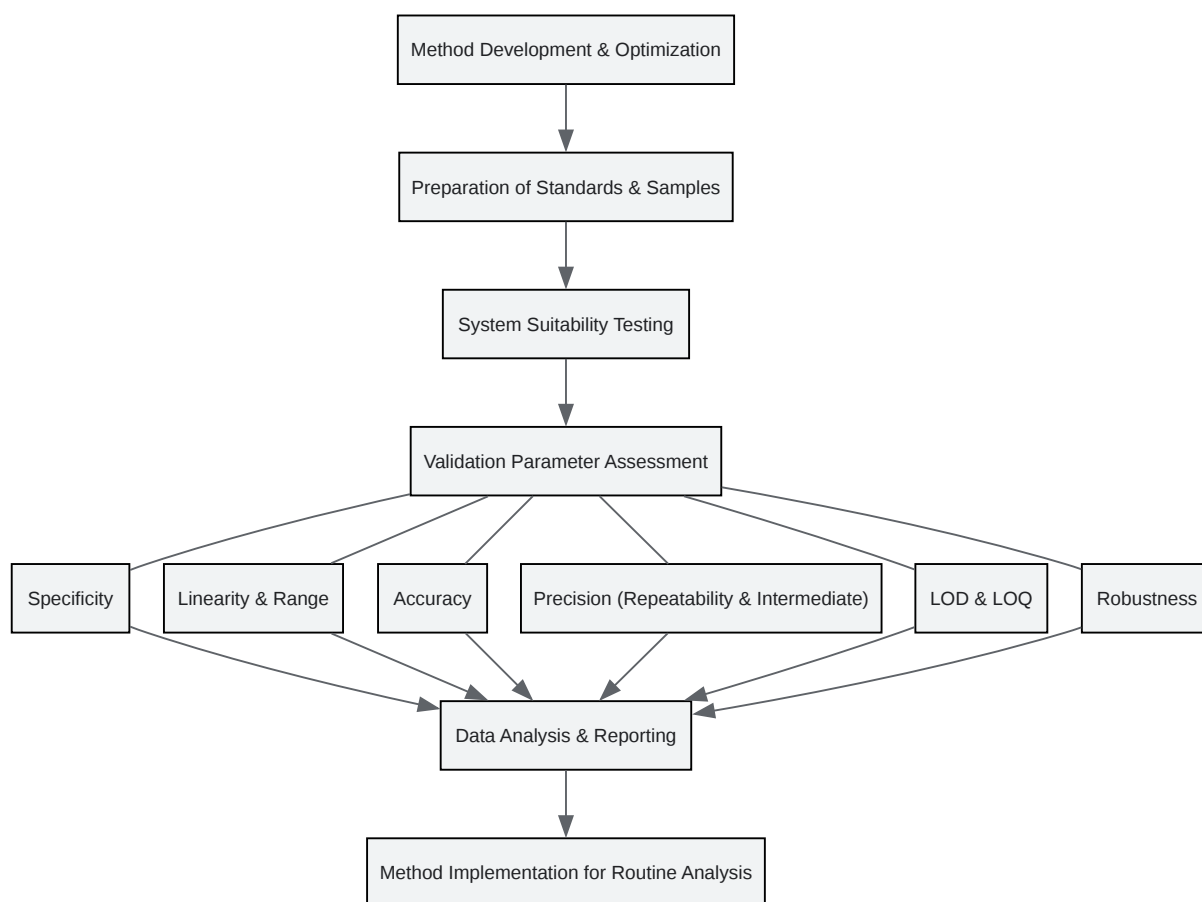 Method Development & Optimization
Preparation of Standards & Samples
System Suitability Testing
Validation Parameter Assessment
Specificity
Linearity & Range
Accuracy
Precision (Repeatability & Intermediate)
LOD & LOQ
Robustness
Data Analysis & Reporting
Method Implementation for Routine Analysis